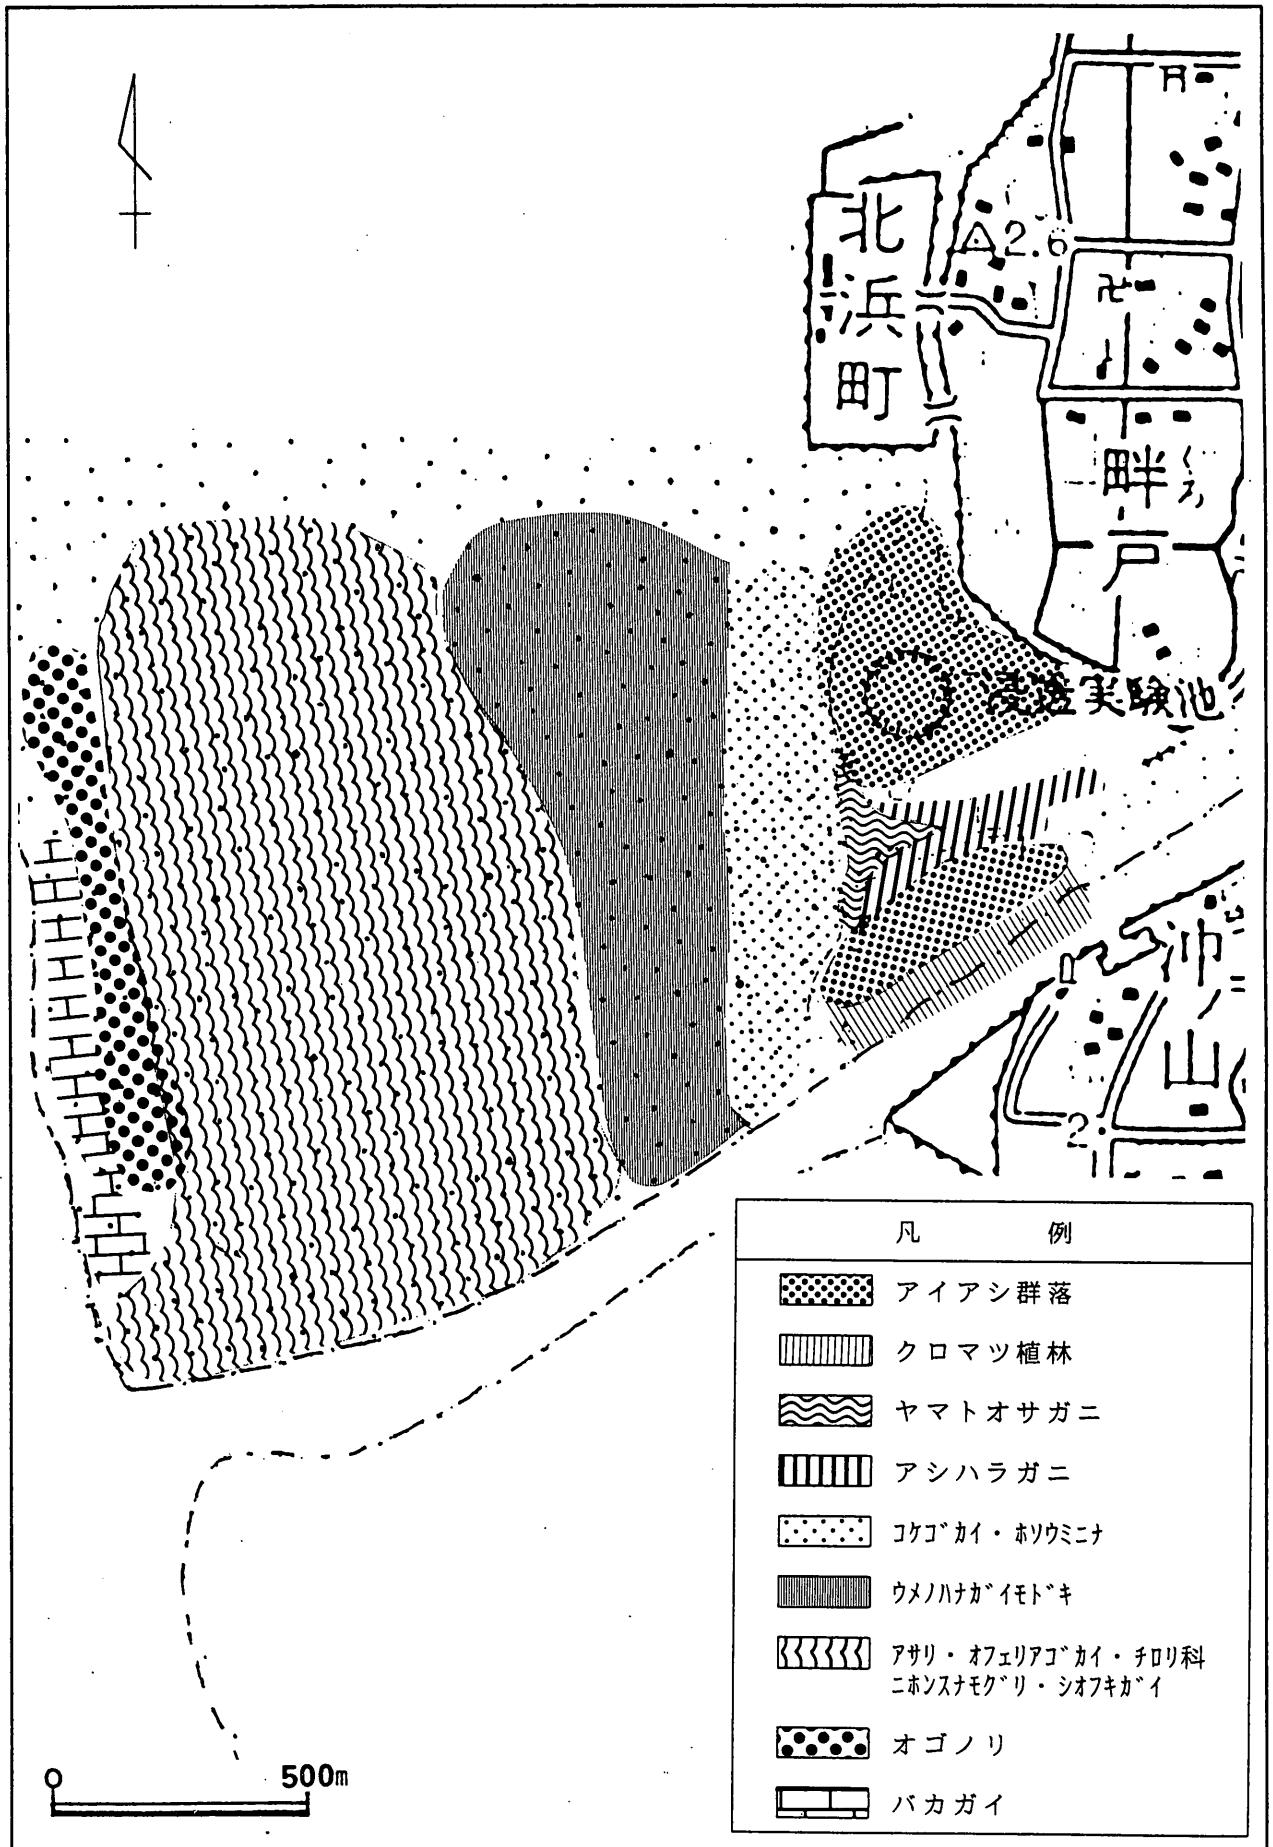 北浜町
2.6
畔戸
浸透実験池
沖山
2
凡例
アイアシ群落
クロマツ植林
ヤマトオサガニ
アシハラガニ
コケゴカイ・ホソウミニナ
ウメノハナガイモドキ
アサリ・オフェリアゴカイ・チロリ科
ニホンスナモグリ・シオフキガイ
オゴノリ
バカガイ
0 500m